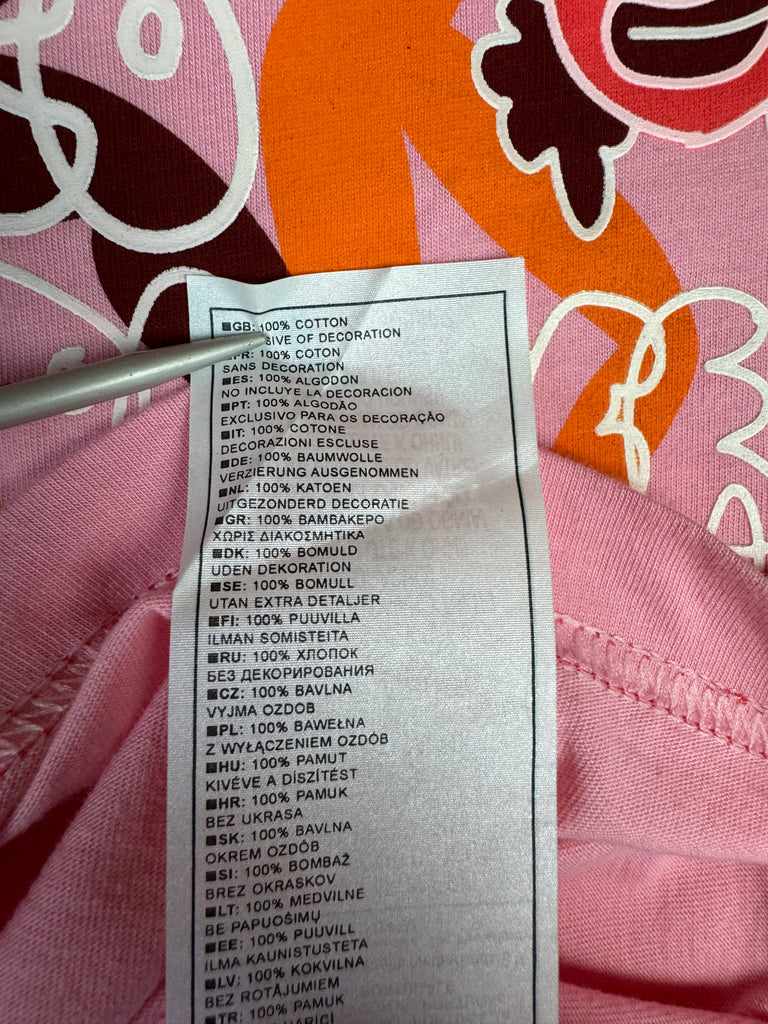 ■GB: 100% COTTON
SIVE OF DECORATION
■FR: 100% COTON
SANS DECORATION
■ES: 100% ALGODON
NO INCLUYE LA DECORACION
■PT: 100% ALGODÃO
EXCLUSIVO PARA OS DECORAÇÃO
■IT: 100% COTONE
DECORAZIONI ESCLUSE
■DE: 100% BAUMWOLLE
VERZIERUNG AUSGENOMMEN
■NL: 100% KATOEN
UITGEZONDERD DECORATIE
■GR: 100% ΒΑΜΒΑΚΕΡΟ
ΧΩΡΙΣ ΔΙΑΚΟΣΜΗΤΙΚΑ
■DK: 100% BOMULD
UDEN DEKORATION
■SE: 100% BOMULL
UTAN EXTRA DETALJER
■FI: 100% PUUVILLA
ILMAN SOMISTEITA
■RU: 100% ХЛОПОК
БЕЗ ДЕКОРИРОВАНИЯ
■CZ: 100% BAVLNA
VYJMA OZDOB
■PL: 100% BAWEŁNA
Z WYŁĄCZENIEM OZDÓB
■HU: 100% PAMUT
KIVÉVE A DÍSZÍTÉST
■HR: 100% PAMUK
BEZ UKRASA
■SK: 100% BAVLNA
OKREM OZDÔB
■SI: 100% BOMBAŽ
BREZ OKRASKOV
■LT: 100% MEDVILNE
BE PAPUOŠIMŲ
■EE: 100% PUUVILL
ILMA KAUNISTUSTETA
■LV: 100% KOKVILNA
BEZ ROTĀJUMIEM
■TR: 100% PAMUK